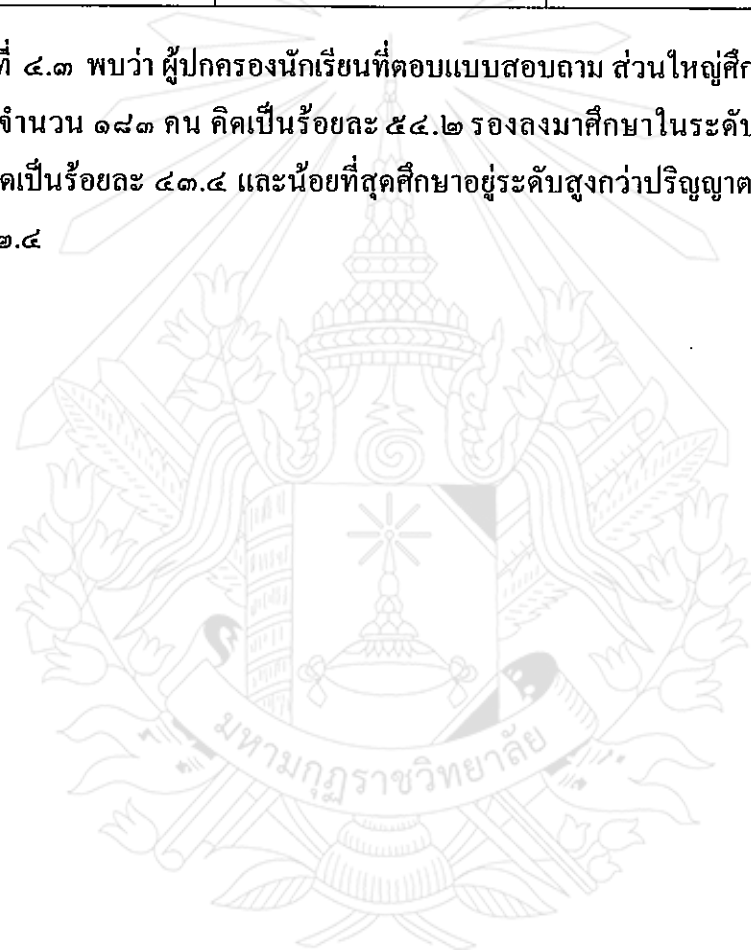 ที่ ๔.๓ พบว่า ผู้ปกครองนักเรียนที่ตอบแบบสอบถาม ส่วนใหญ่ศึก
จำนวน ๑๘๓ คน คิดเป็นร้อยละ ๕๔.๒ รองลงมาศึกษาในระดับ
ดเป็นร้อยละ ๔๓.๔ และน้อยที่สุดศึกษาอยู่ระดับสูงกว่าปริญญาต
๒.๔
มหามกุฏราชวิทยาลัย